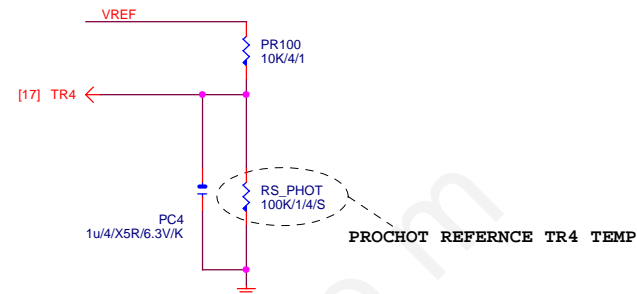 VREF
PR100
10K/4/1
[17] TR4
RS_PHOT
100K/1/4/S
PC4
1u/4/X5R/6.3V/K
PROCHOT REFERNCE TR4 TEMP